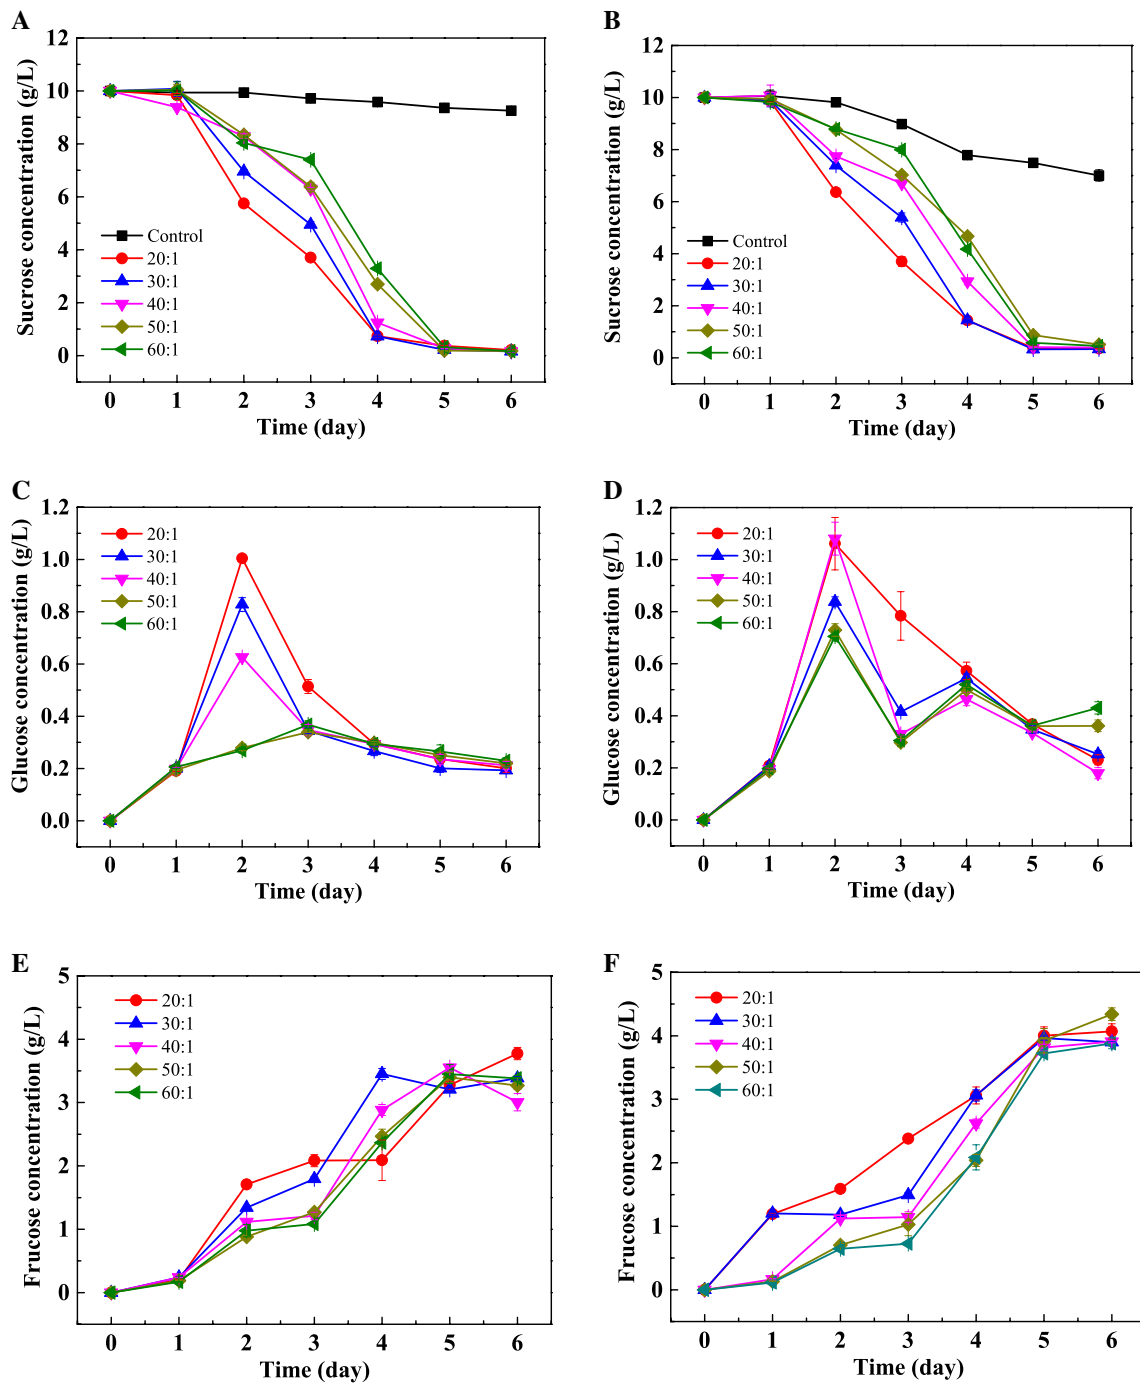 A
Sucrose concentration (g/L)
12
10
8
6
4
2
0
Control
20:1
30:1
40:1
50:1
60:1
0 1 2 3 4 5 6
Time (day)
B
Sucrose concentration (g/L)
12
10
8
6
4
2
0
Control
20:1
30:1
40:1
50:1
60:1
0 1 2 3 4 5 6
Time (day)
C
Glucose concentration (g/L)
1.2
1.0
0.8
0.6
0.4
0.2
0.0
20:1
30:1
40:1
50:1
60:1
0 1 2 3 4 5 6
Time (day)
D
Glucose concentration (g/L)
1.2
1.0
0.8
0.6
0.4
0.2
0.0
20:1
30:1
40:1
50:1
60:1
0 1 2 3 4 5 6
Time (day)
E
Frucose concentration (g/L)
5
4
3
2
1
0
20:1
30:1
40:1
50:1
60:1
0 1 2 3 4 5 6
Time (day)
F
Frucose concentration (g/L)
5
4
3
2
1
0
20:1
30:1
40:1
50:1
60:1
0 1 2 3 4 5 6
Time (day)